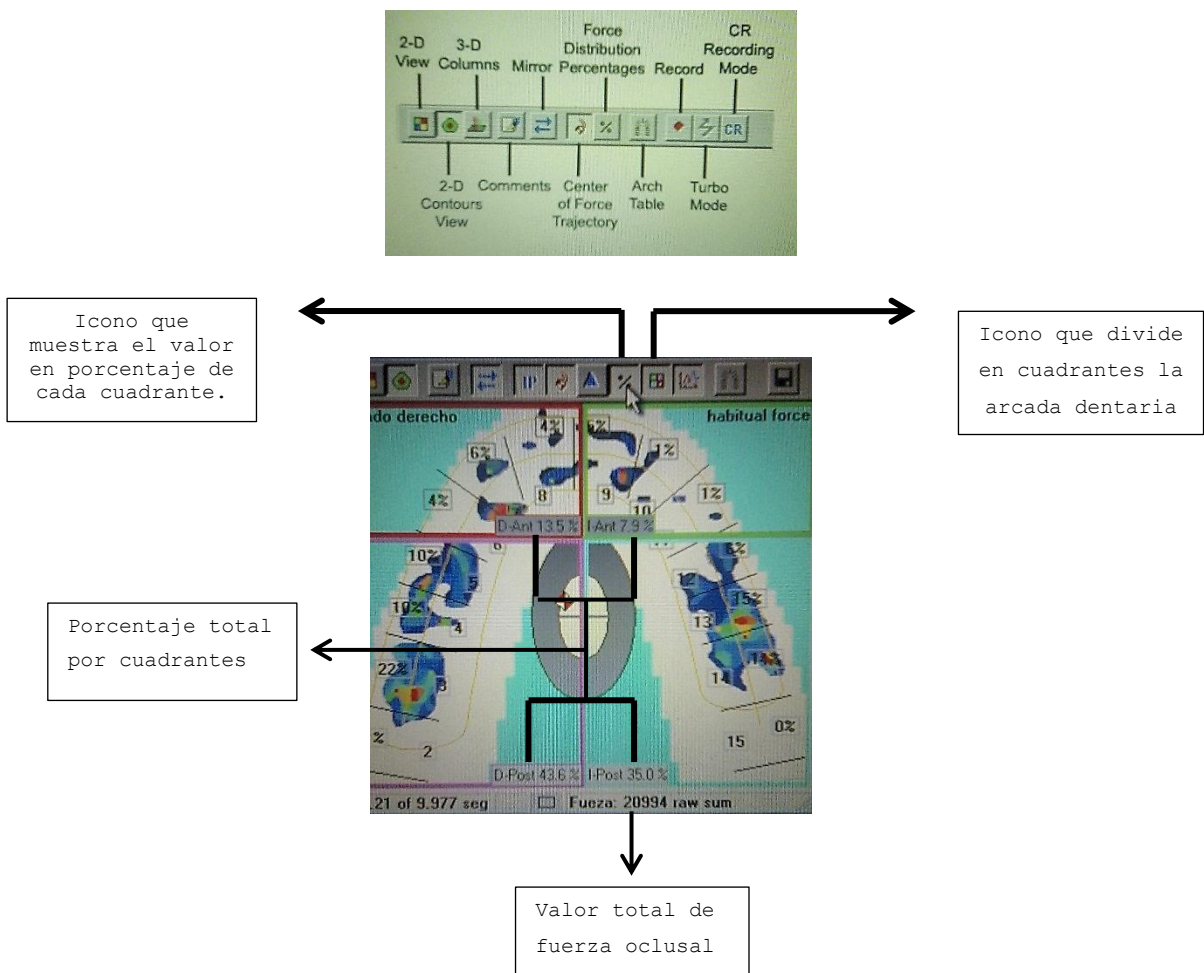 2-D View
3-D Columns
Mirror
Force Distribution Percentages
Record
CR Recording Mode
CR
2-D Contours View
Comments
Center of Force Trajectory
Arch Table
Turbo Mode
Icono que
muestra el valor
en porcentaje de
cada cuadrante.
Icono que divide
en cuadrantes la
arcada dentaria
ado derecho
habitual force
4%
6%
4%
8
D-Ant 13.5 %
1%
9
10
1%
I-Ant 7.9 %
10%
5
10%
4
22%
3
%
2
D-Post 43.6 %
6%
12
15%
13
14
15
0%
I-Post 35.0 %
.21 of 9.977 seg
Fueza: 20994 raw sum
Porcentaje total
por cuadrantes
Valor total de
fuerza oclusal